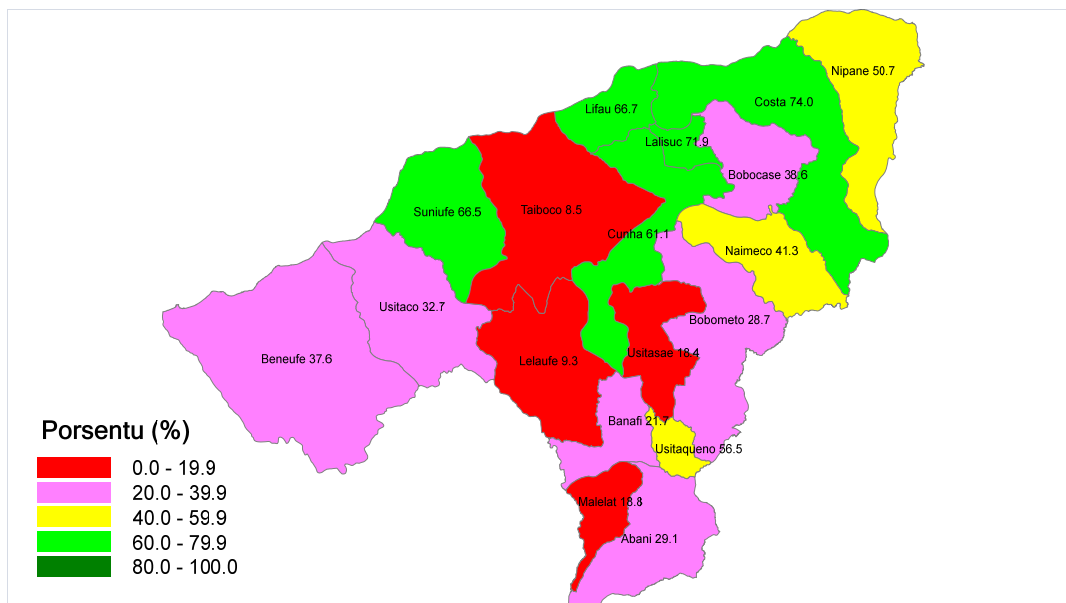 Nipane 50.7
Costa 74.0
Lifau 66.7
Lalisuc 71.9
Bobocase 38.6
Suniufe 66.5
Taiboco 8.5
Cunha 61.1
Naimeco 41.3
Usitaco 32.7
Bobometo 28.7
Beneufe 37.6
Lelaufe 9.3
Usitasae 18.4
Banafi 21.7
Usitaqueno 56.5
Malelat 18.8
Abani 29.1
Porsentu (%)
0.0 - 19.9
20.0 - 39.9
40.0 - 59.9
60.0 - 79.9
80.0 - 100.0